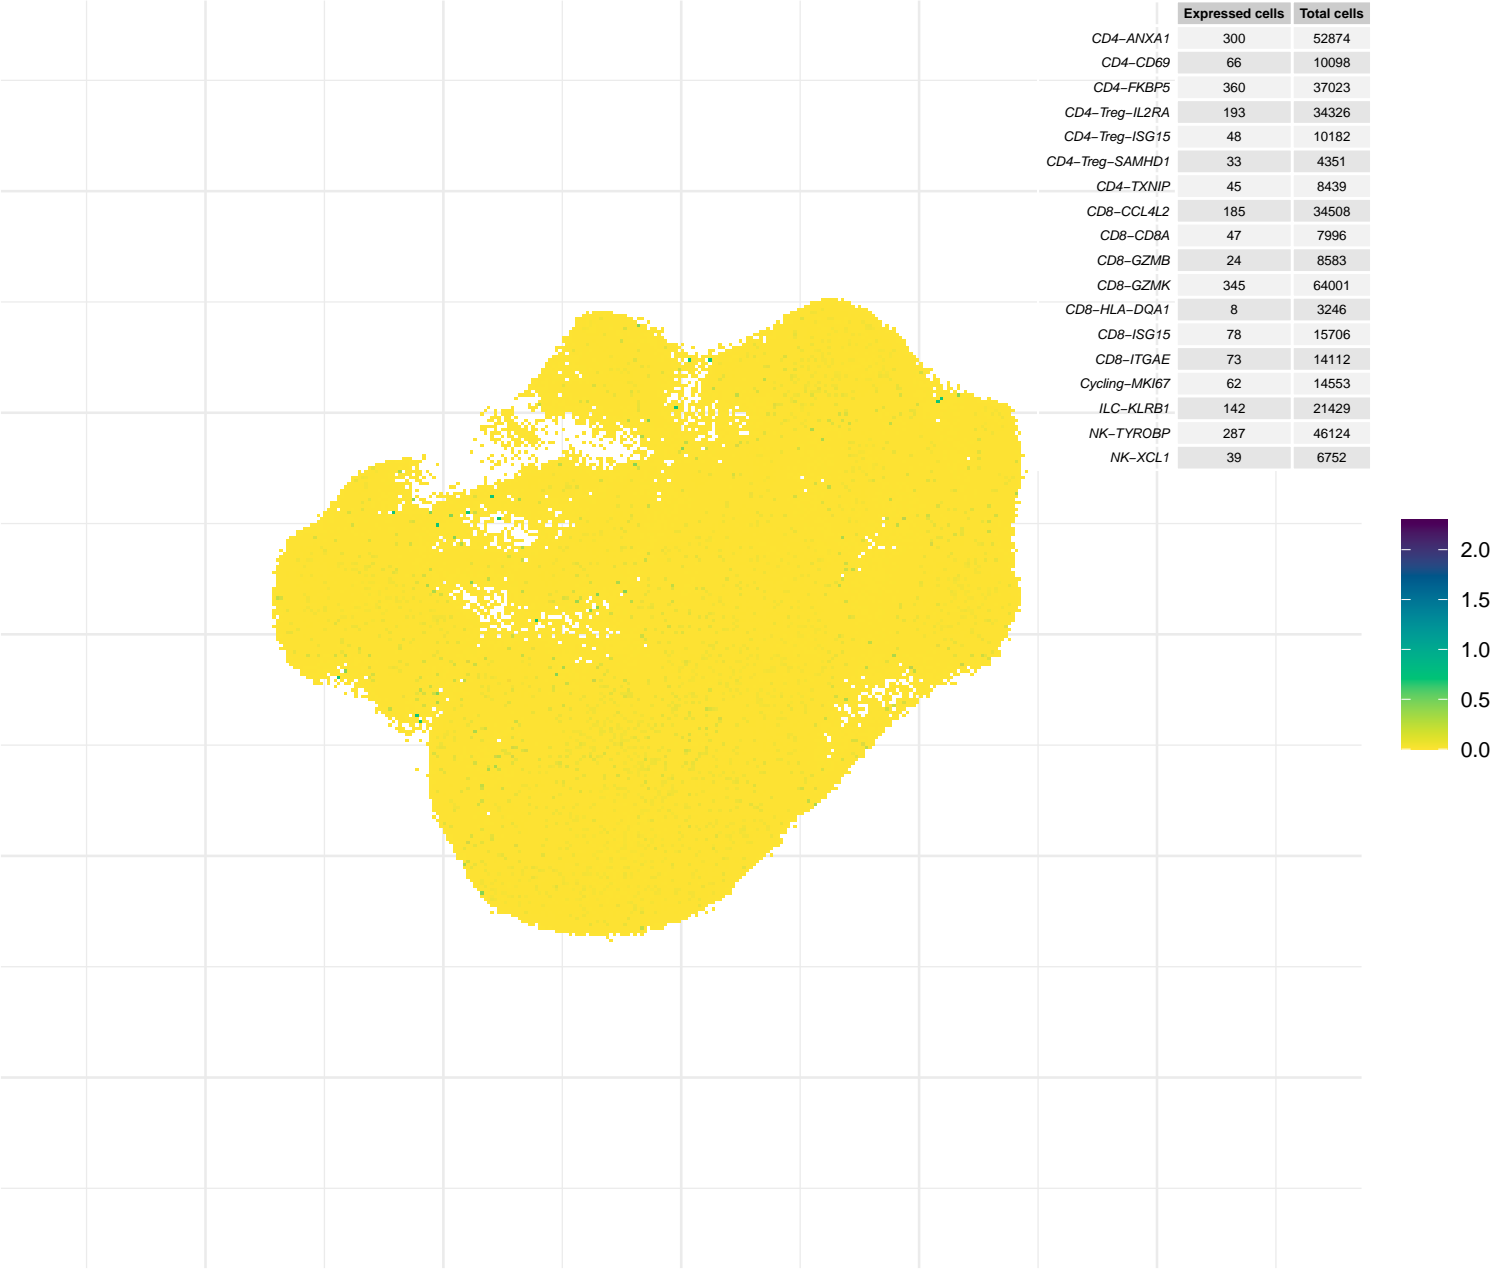 Expressed cells Total cells
CD4−ANXA1 300 52874
CD4−CD69 66 10098
CD4−FKBP5 360 37023
CD4−Treg−IL2RA 193 34326
CD4−Treg−ISG15 48 10182
CD4−Treg−SAMHD1 33 4351
CD4−TXNIP 45 8439
CD8−CCL4L2 185 34508
CD8−CD8A 47 7996
CD8−GZMB 24 8583
CD8−GZMK 345 64001
CD8−HLA−DQA1 8 3246
CD8−ISG15 78 15706
CD8−ITGAE 73 14112
Cycling−MKI67 62 14553
ILC−KLRB1 142 21429
NK−TYROBP 287 46124
NK−XCL1 39 6752
2.0
1.5
1.0
0.5
0.0